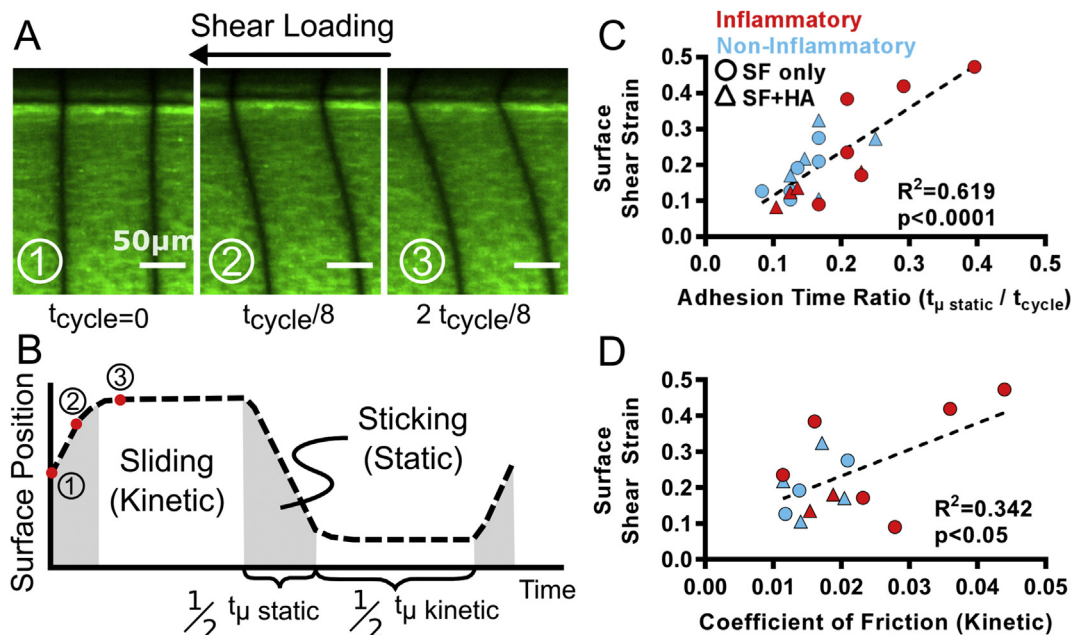 A
Shear Loading
50µm
1
2
3
tcycle=0
tcycle/8
2 tcycle/8
B
Surface Position
1
2
3
Sliding
(Kinetic)
Sticking
(Static)
Time
1/2 tµ static
1/2 tµ kinetic
C
Inflammatory
Non-Inflammatory
SF only
SF+HA
Surface
Shear Strain
0.5
0.4
0.3
0.2
0.1
0.0
R²=0.619
p<0.0001
0.0 0.1 0.2 0.3 0.4 0.5
Adhesion Time Ratio (tµ static / tcycle)
D
Surface
Shear Strain
0.5
0.4
0.3
0.2
0.1
0.0
R²=0.342
p<0.05
0.00 0.01 0.02 0.03 0.04 0.05
Coefficient of Friction (Kinetic)